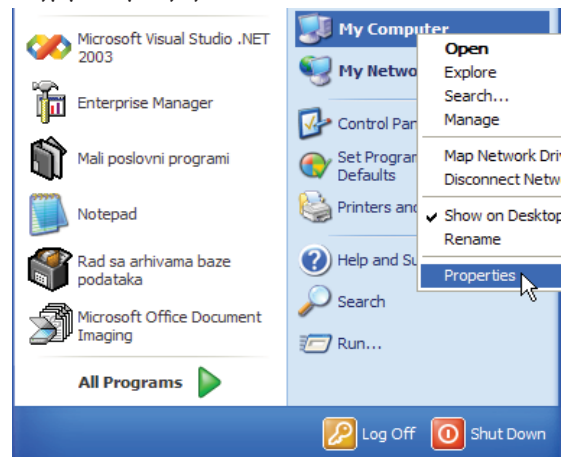 Microsoft Visual Studio .NET
2003
Enterprise Manager
Mali poslovni programi
Notepad
Rad sa arhivama baze
podataka
Microsoft Office Document
Imaging
All Programs
My Computer
My Netwo
Control Pan
Set Program
Defaults
Printers and
Help and Su
Search
Run...
Open
Explore
Search...
Manage
Map Network Driv
Disconnect Netw
Show on Desktop
Rename
Properties
Log Off
Shut Down